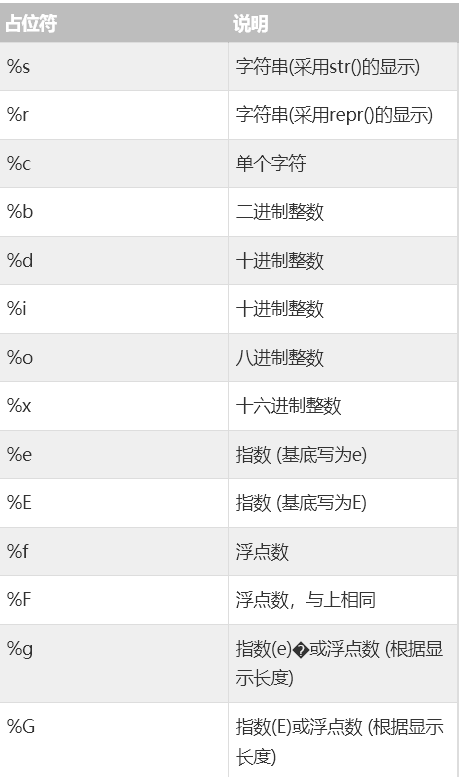 占位符 说明
%s 字符串(采用str()的显示)
%r 字符串(采用repr()的显示)
%c 单个字符
%b 二进制整数
%d 十进制整数
%i 十进制整数
%o 八进制整数
%x 十六进制整数
%e 指数 (基底写为e)
%E 指数 (基底写为E)
%f 浮点数
%F 浮点数，与上相同
%g 指数(e)�或浮点数 (根据显
示长度)
%G 指数(E)或浮点数 (根据显示
长度)